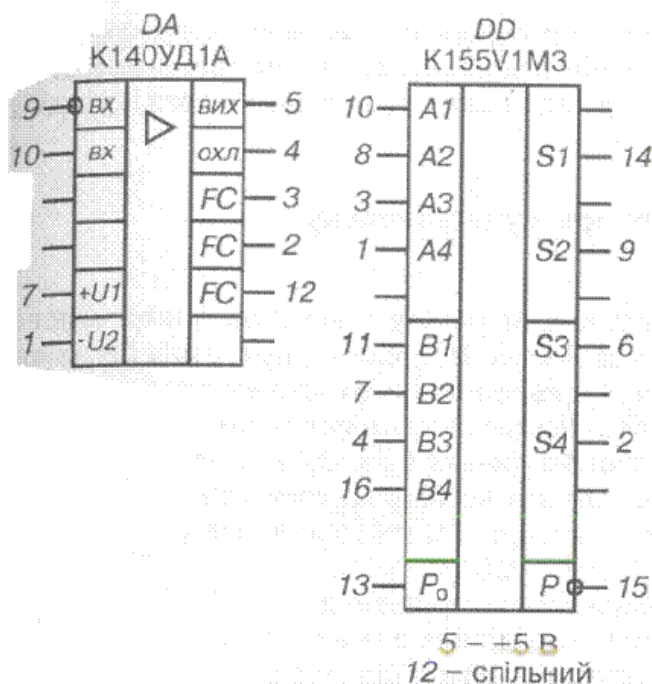 DA
К140УД1А
9 ВХ ВИХ 5
10 ВХ ОХЛ 4
FC 3
FC 2
7 +U1 FC 12
1 -U2
DD
К155V1М3
10 A1
8 A2 S1 14
3 A3
1 A4 S2 9
11 B1 S3 6
7 B2
4 B3 S4 2
16 B4
13 P₀ P 15
5 – +5 В
12 – спільний